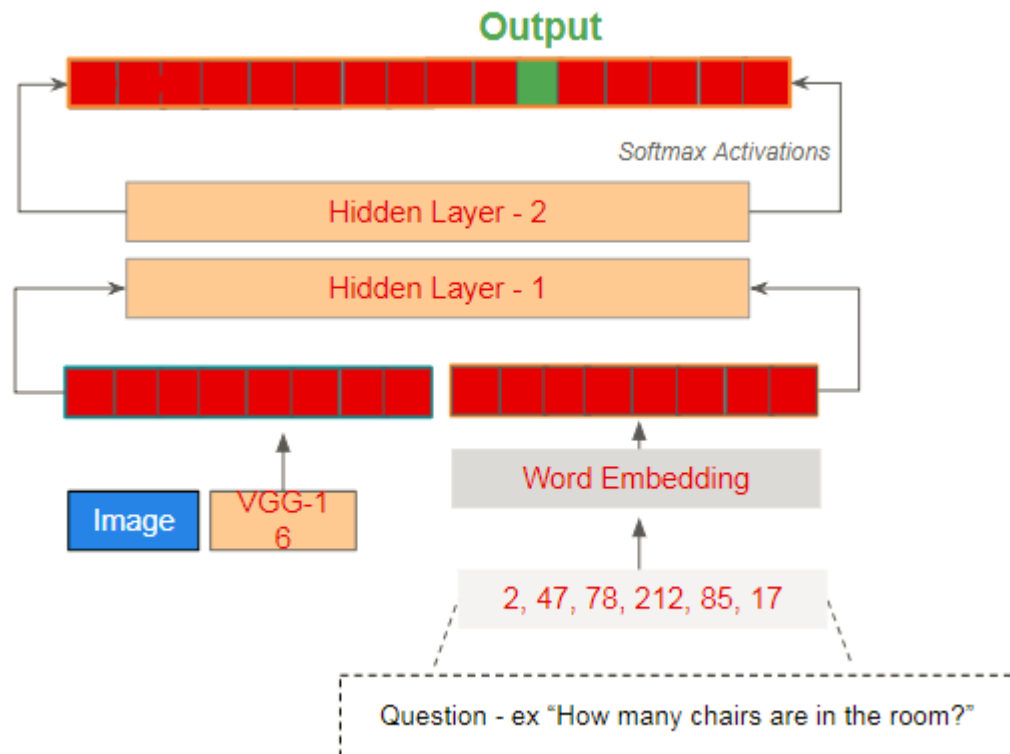 Output
Softmax Activations
Hidden Layer - 2
Hidden Layer - 1
Word Embedding
Image
VGG-1
6
2, 47, 78, 212, 85, 17
Question - ex “How many chairs are in the room?”